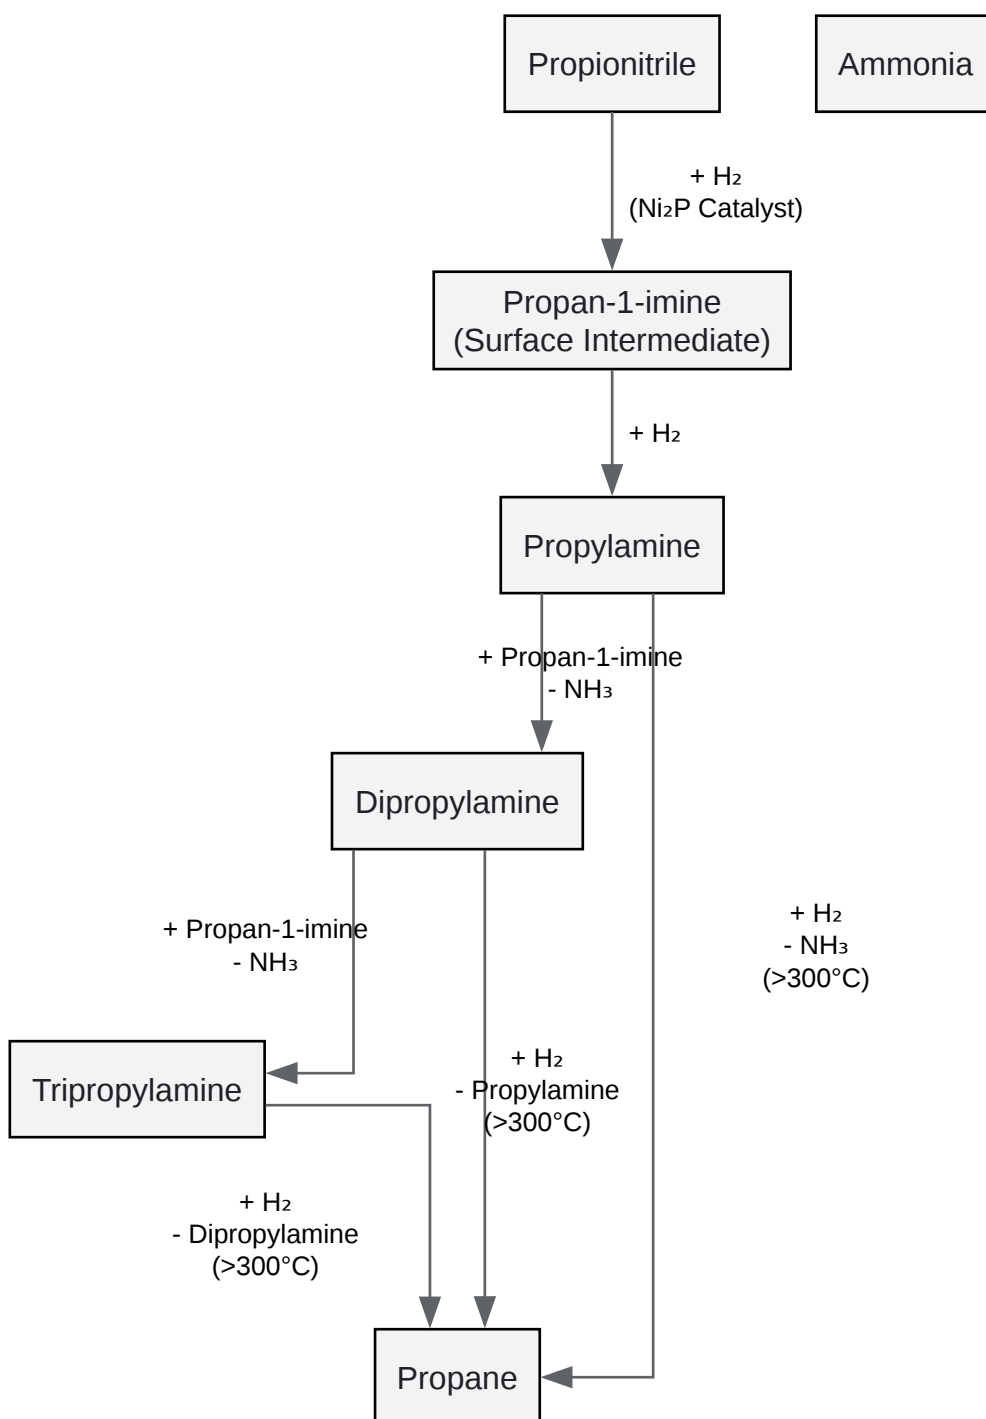 Propionitrile
Ammonia
+ H₂
(Ni₂P Catalyst)
Propan-1-imine
(Surface Intermediate)
+ H₂
Propylamine
+ Propan-1-imine
- NH₃
Dipropylamine
+ Propan-1-imine
- NH₃
+ H₂
- NH₃
(>300°C)
Tripropylamine
+ H₂
- Propylamine
(>300°C)
+ H₂
- Dipropylamine
(>300°C)
Propane